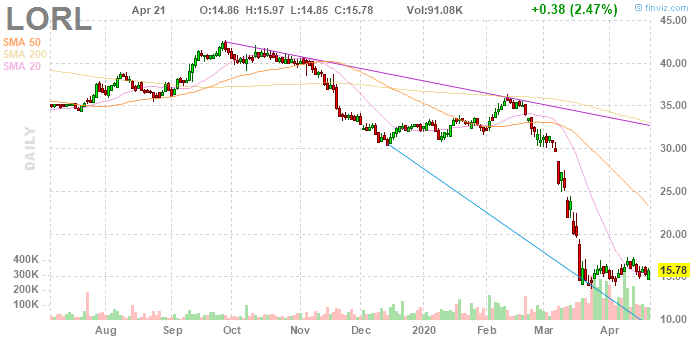 LORL
Apr 21 O:14.86 H:15.97 L:14.85 C:15.78 Vol:91.08K +0.38 (2.47%)
© finviz.com
SMA 50
SMA 200
SMA 20
DAILY
45.00
40.00
35.00
30.00
25.00
20.00
15.78
10.00
400K
300K
200K
100K
Aug Sep Oct Nov Dec 2020 Feb Mar Apr